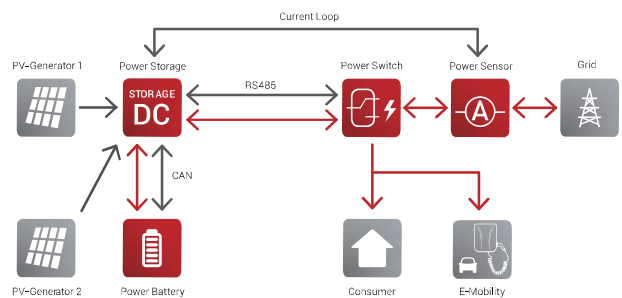 Current Loop
PV-Generator 1
Power Storage
Power Switch
Power Sensor
Grid
STORAGE
DC
RS485
A
CAN
PV-Generator 2
Power Battery
Consumer
E-Mobility